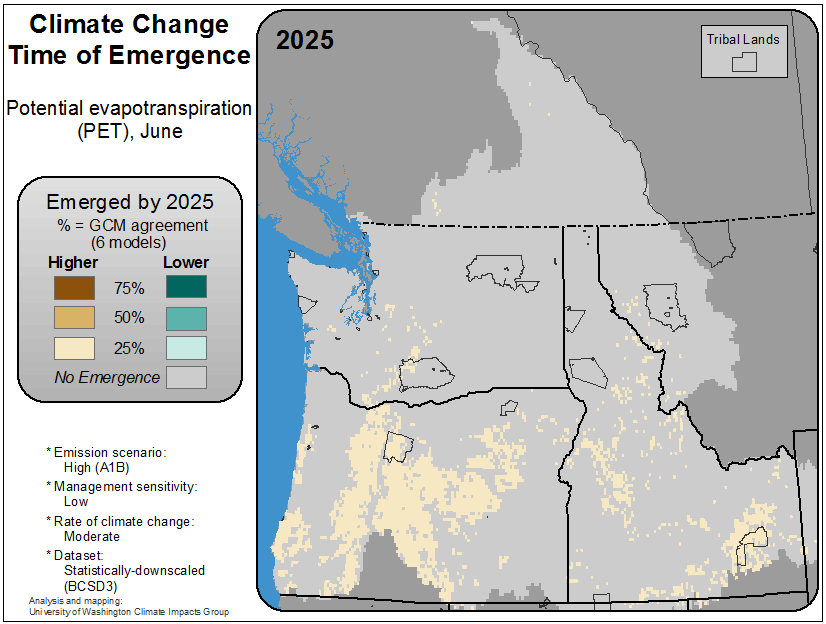 Climate Change
Time of Emergence
Potential evapotranspiration
(PET), June
Emerged by 2025
% = GCM agreement
(6 models)
Higher Lower
75%
50%
25%
No Emergence
* Emission scenario:
High (A1B)
* Management sensitivity:
Low
* Rate of climate change:
Moderate
* Dataset:
Statistically-downscaled
(BCSD3)
Analysis and mapping:
University of Washington Climate Impacts Group
2025
Tribal Lands